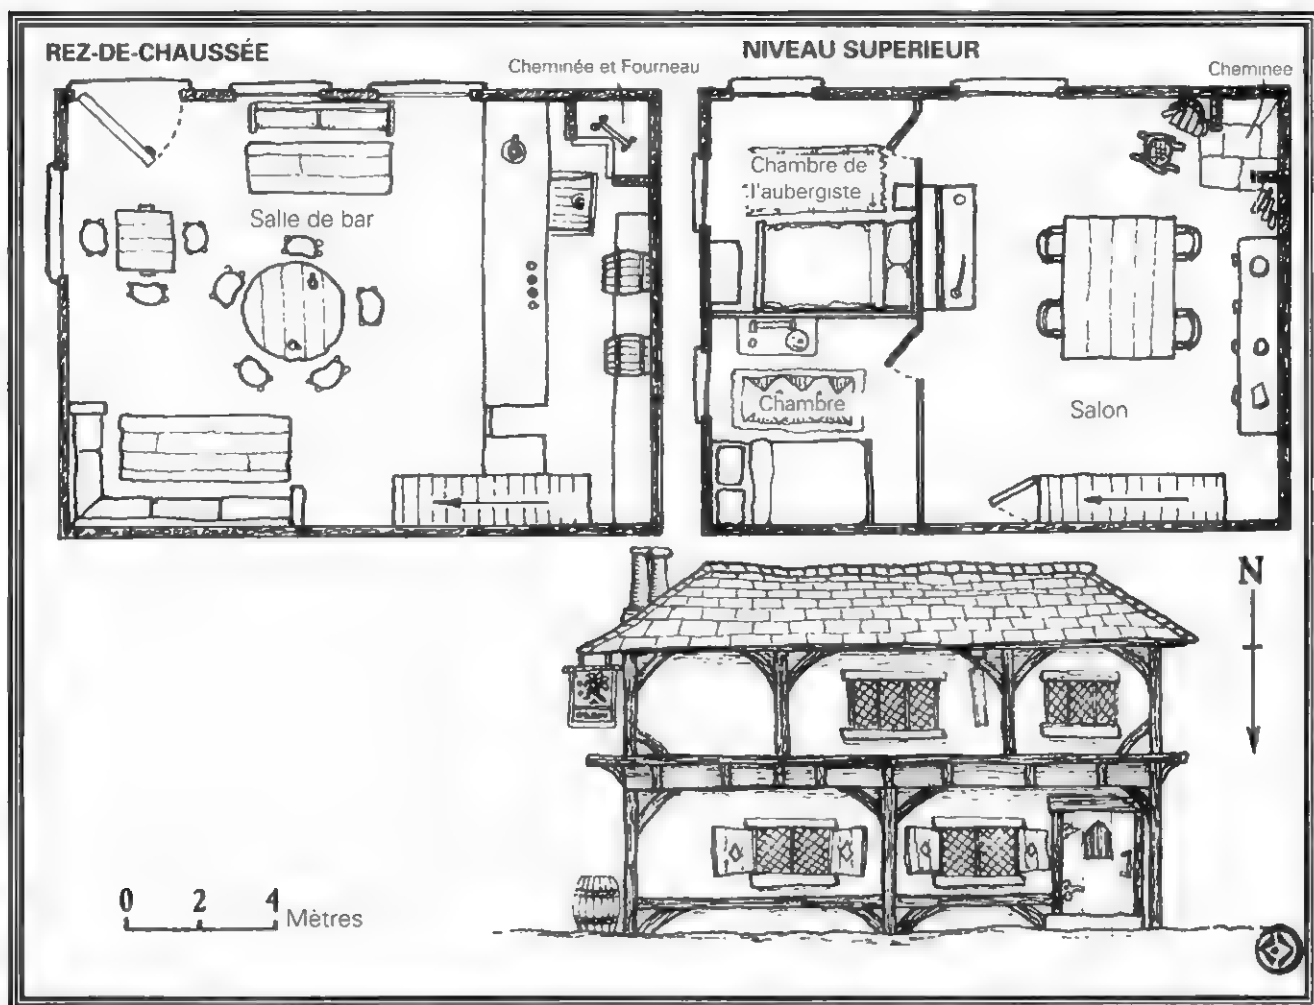 REZ-DE-CHAUSSÉE
Cheminée et Fourneau
Salle de bar
NIVEAU SUPERIEUR
Cheminee
Chambre de
l'aubergiste
Chambre
Salon
N
0 2 4
Mètres